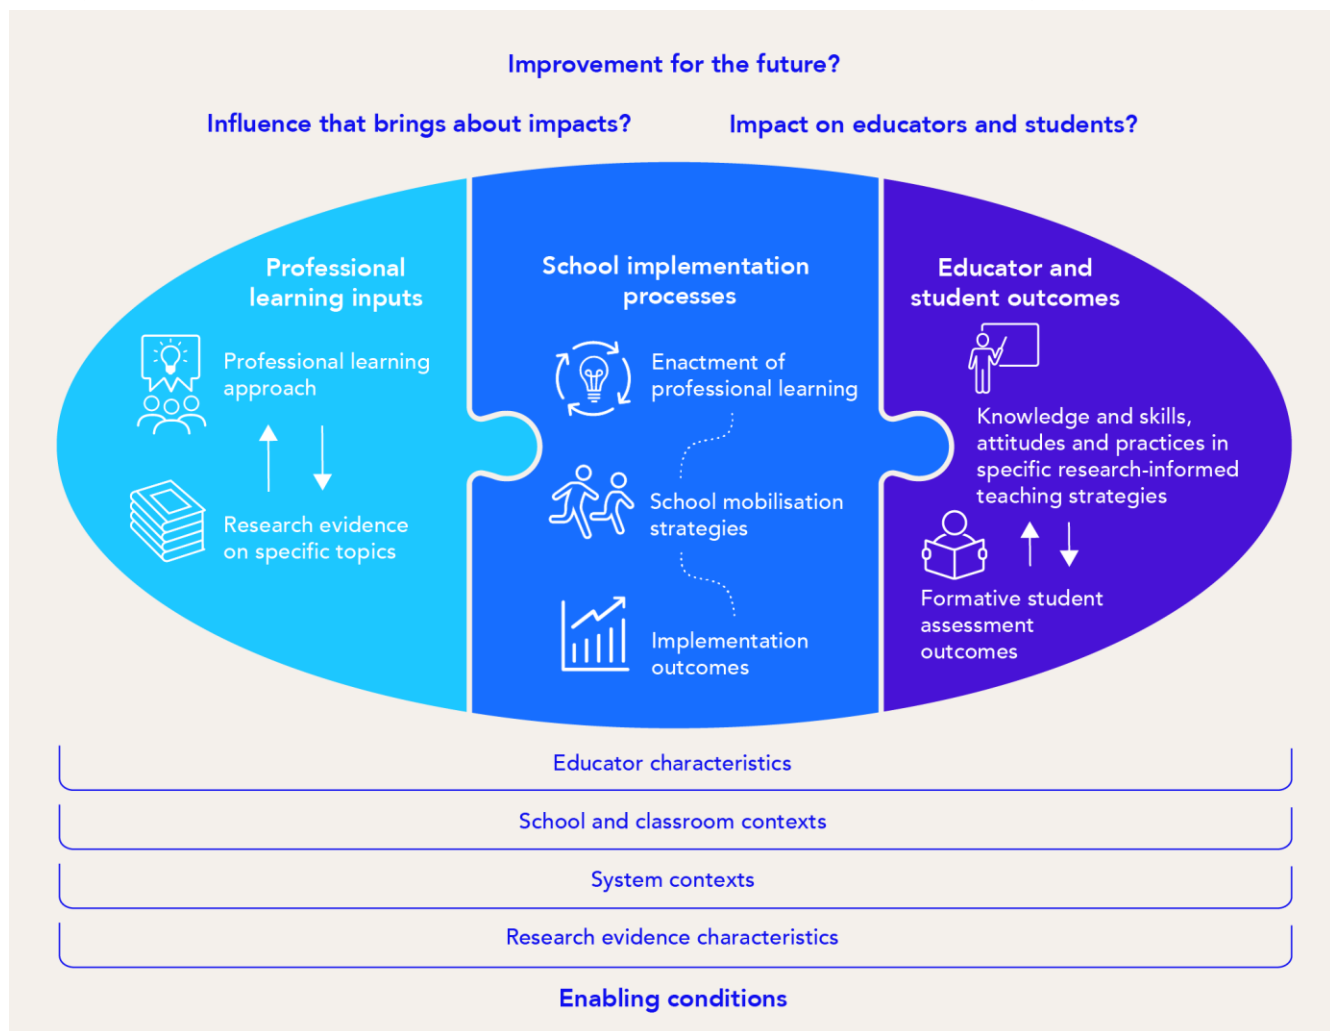 Improvement for the future?
Influence that brings about impacts?
Impact on educators and students?
Professional
learning inputs
Professional learning
approach
Research evidence
on specific topics
School implementation
processes
Enactment of
professional learning
School mobilisation
strategies
Implementation
outcomes
Educator and
student outcomes
Knowledge and skills,
attitudes and practices in
specific research-informed
teaching strategies
Formative student
assessment
outcomes
Educator characteristics
School and classroom contexts
System contexts
Research evidence characteristics
Enabling conditions